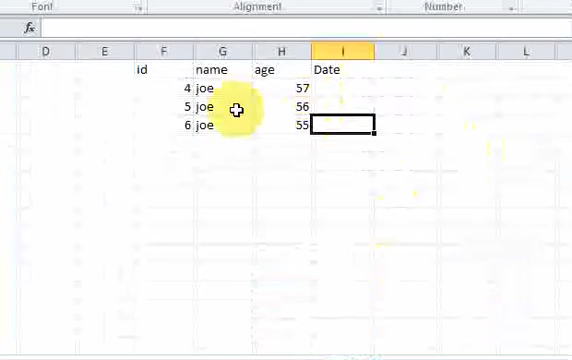 Font Alignment Number
fx
D E F G H I J K L
id name age Date
4 joe 57
5 joe 56
6 joe 55